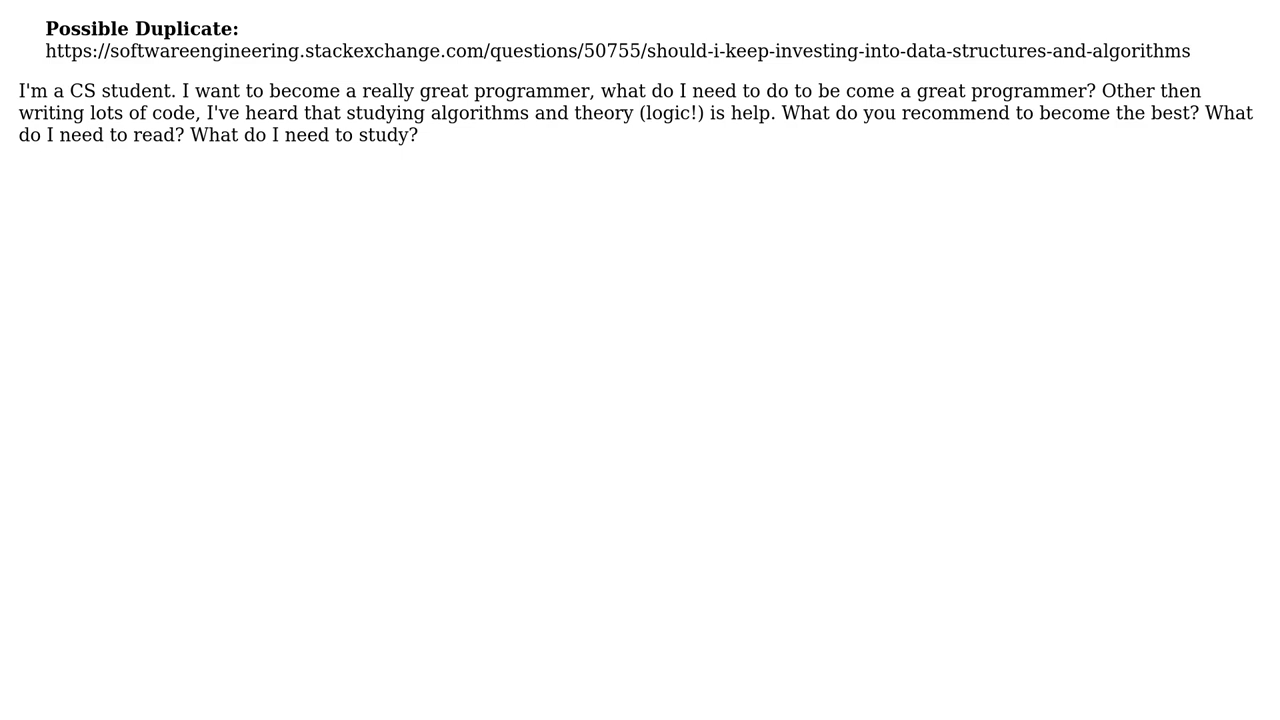 Possible Duplicate:
https://softwareengineering.stackexchange.com/questions/50755/should-i-keep-investing-into-data-structures-and-algorithms
I'm a CS student. I want to become a really great programmer, what do I need to do to be come a great programmer? Other then
writing lots of code, I've heard that studying algorithms and theory (logic!) is help. What do you recommend to become the best? What
do I need to read? What do I need to study?